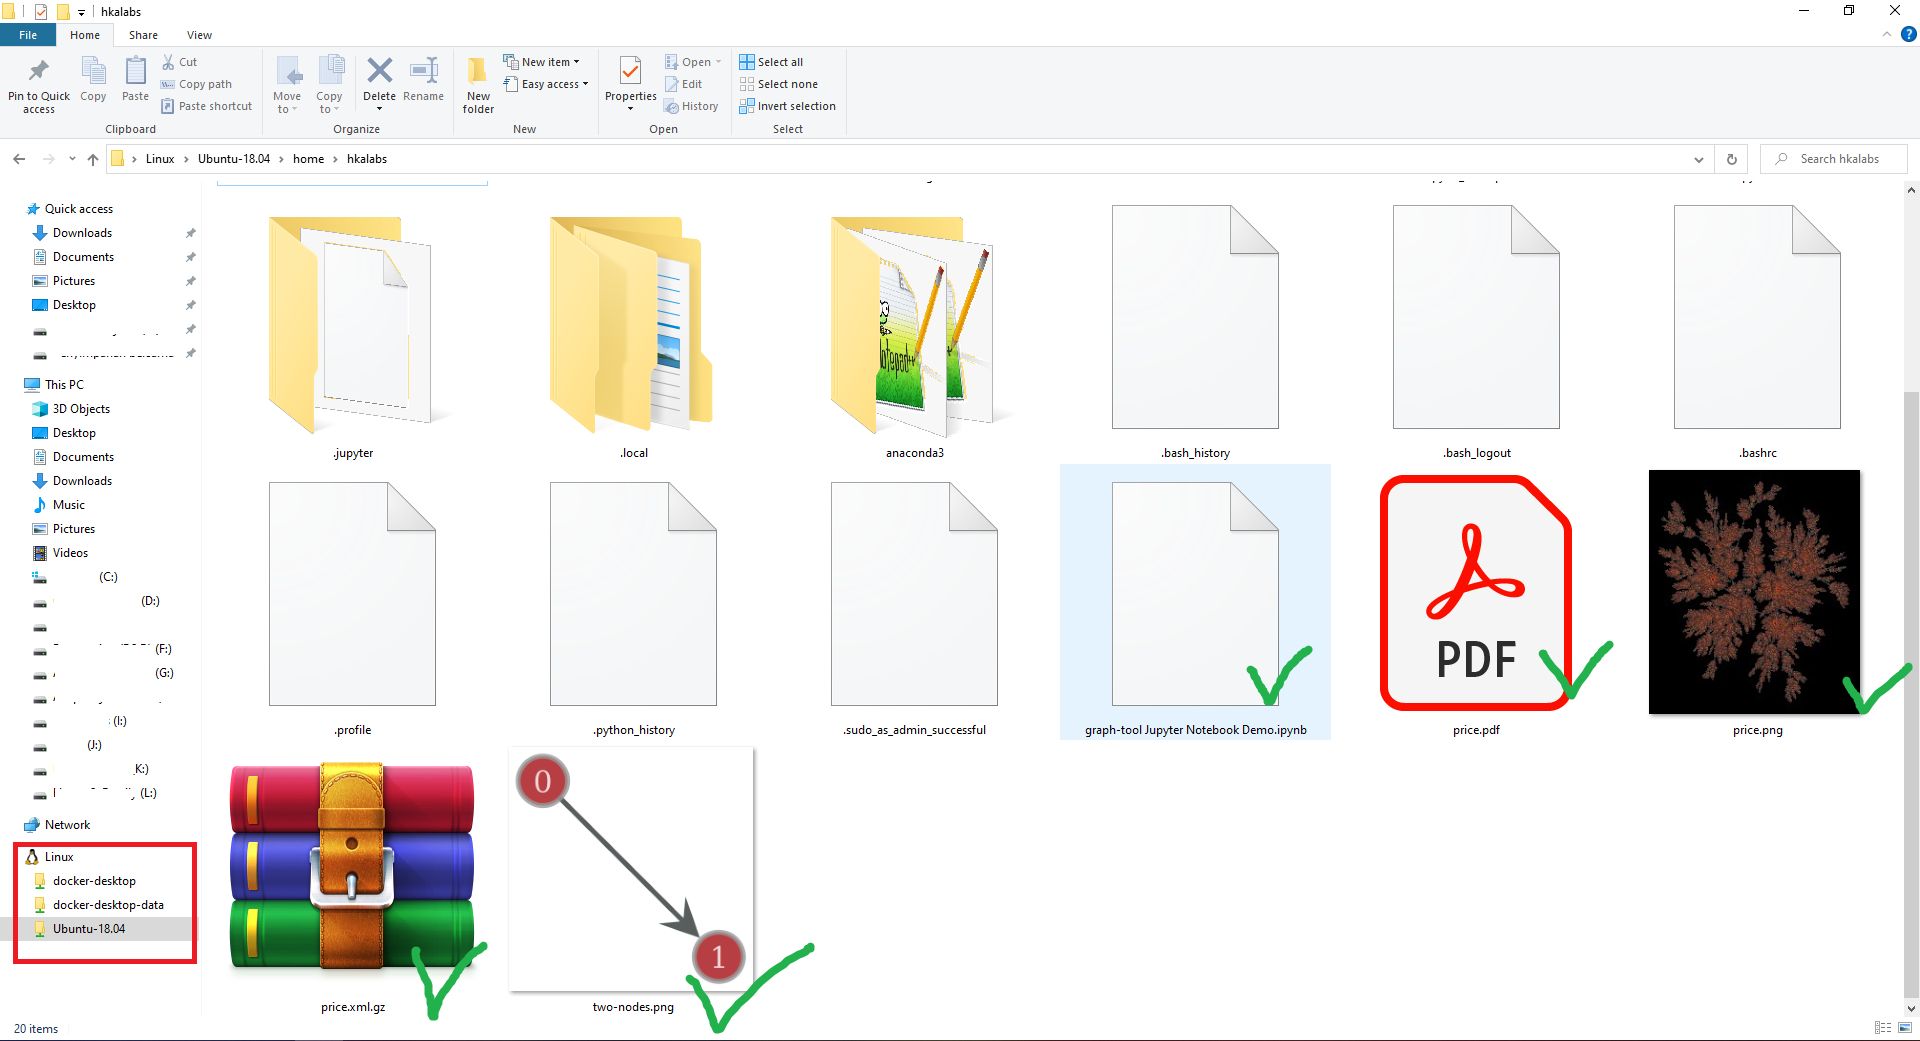 hkalabs
File Home Share View
Pin to Quick access
Copy
Paste
Cut
Copy path
Paste shortcut
Clipboard
Move to
Copy to
Delete
Rename
Organize
New folder
New item
Easy access
New
Properties
Open
Edit
History
Open
Select all
Select none
Invert selection
Select
Linux > Ubuntu-18.04 > home > hkalabs
Search hkalabs
Quick access
Downloads
Documents
Pictures
Desktop
This PC
3D Objects
Desktop
Documents
Downloads
Music
Pictures
Videos
(C:)
(D:)
(F:)
(G:)
(I:)
(J:)
K:)
(L:)
Network
Linux
docker-desktop
docker-desktop-data
Ubuntu-18.04
.jupyter
.local
anaconda3
.bash_history
.bash_logout
.bashrc
.profile
.python_history
.sudo_as_admin_successful
graph-tool Jupyter Notebook Demo.ipynb
PDF
price.pdf
price.png
price.xml.gz
0
1
two-nodes.png
20 items